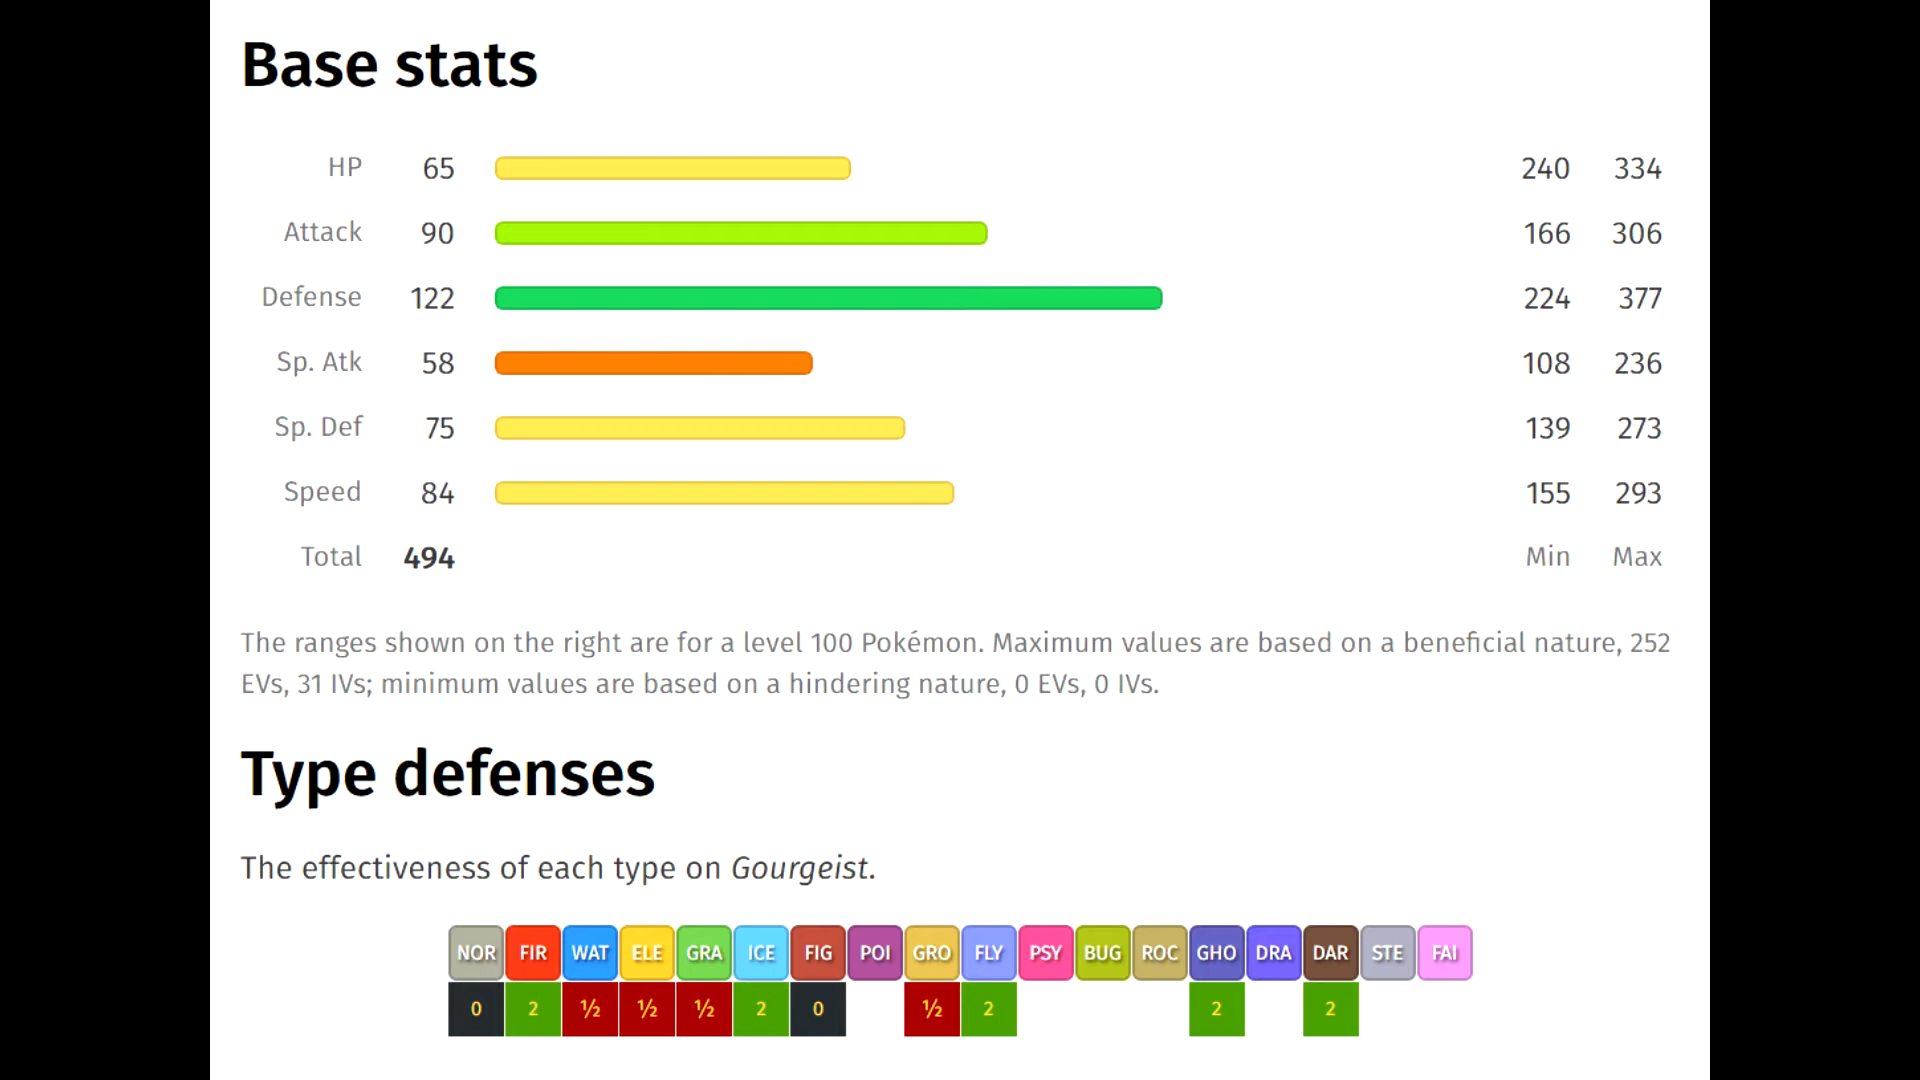 Base stats
HP 65 240 334
Attack 90 166 306
Defense 122 224 377
Sp. Atk 58 108 236
Sp. Def 75 139 273
Speed 84 155 293
Total 494 Min Max
The ranges shown on the right are for a level 100 Pokémon. Maximum values are based on a beneficial nature, 252
EVs, 31 IVs; minimum values are based on a hindering nature, 0 EVs, 0 IVs.
Type defenses
The effectiveness of each type on Gourgeist.
NOR FIR WAT ELE GRA ICE FIG POI GRO FLY PSY BUG ROC GHO DRA DAR STE FAI
0 2 ½ ½ ½ 2 0 ½ 2 2 2